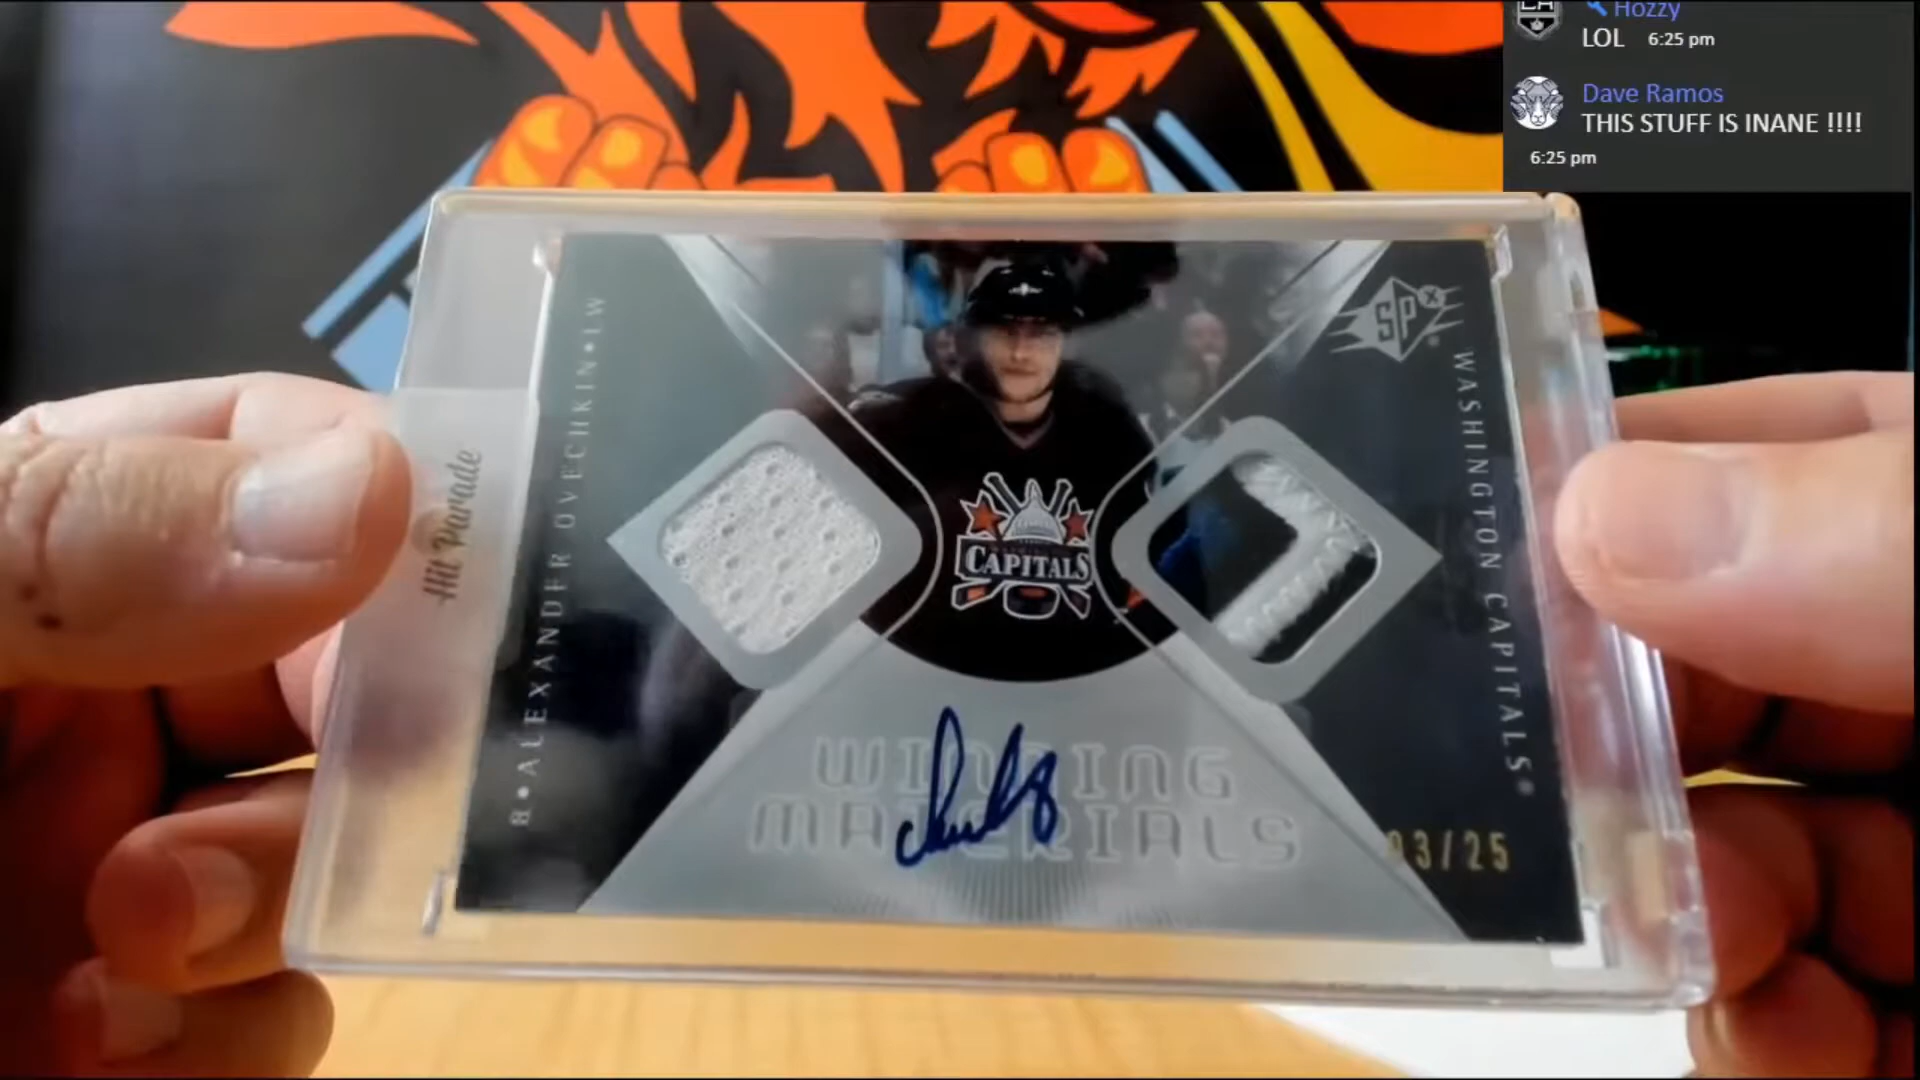 Hozzy
LOL 6:25 pm
Dave Ramos
THIS STUFF IS INANE !!!!
6:25 pm
Hit Parade
8 • ALEXANDER OVECHKIN • LW
SPx
WASHINGTON CAPITALS
CAPITALS
WINNING
MATERIALS
03/25